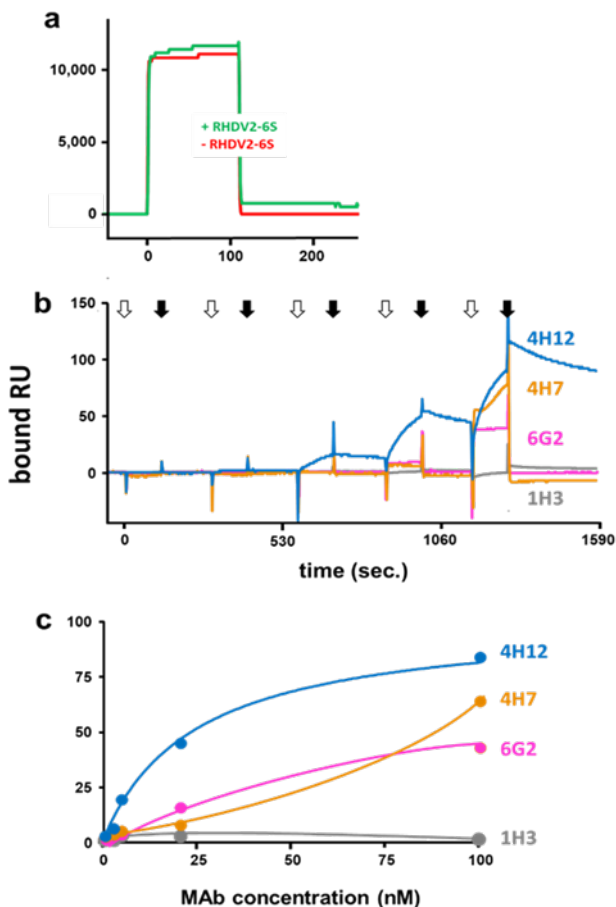 a
10,000
5,000
0
+ RHDV2-6S
- RHDV2-6S
0 100 200
b
150
100
50
0
bound RU
4H12
4H7
6G2
1H3
0 530 1060 1590
time (sec.)
c
100
75
50
25
0
4H12
4H7
6G2
1H3
0 25 50 75 100
MAb concentration (nM)